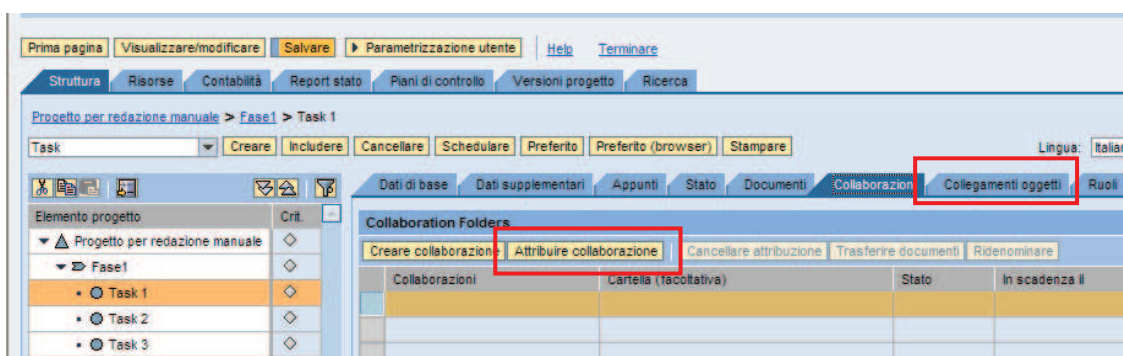 Prima pagina Visualizzare/modificare Salvare Parametrizzazione utente Help Terminare
Struttura Risorse Contabilità Report stato Piani di controllo Versioni progetto Ricerca
Progetto per redazione manuale > Fase1 > Task 1
Task Creare Includere Cancellare Schedulare Preferito Preferito (browser) Stampare Lingua: Italian
Dati di base Dati supplementari Appunti Stato Documenti Collaborazion Collegamenti oggetti Ruoli
Elemento progetto Crit.
Collaboration Folders
Progetto per redazione manuale
Creare collaborazione Attribuire collaborazione Cancellare attribuzione Trasferire documenti Ridenominare
Fase1
Collaborazioni Cartella (facoltativa) Stato In scadenza il
Task 1
Task 2
Task 3